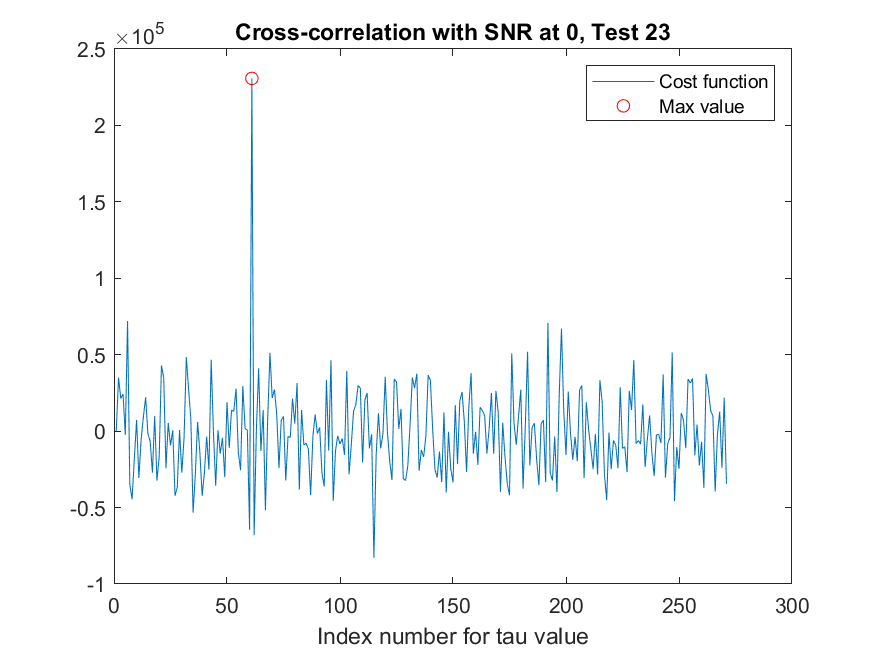 Cross-correlation with SNR at 0, Test 23
×10^5
2.5
2
1.5
1
0.5
0
-0.5
-1
0 50 100 150 200 250 300
Index number for tau value
Cost function
Max value